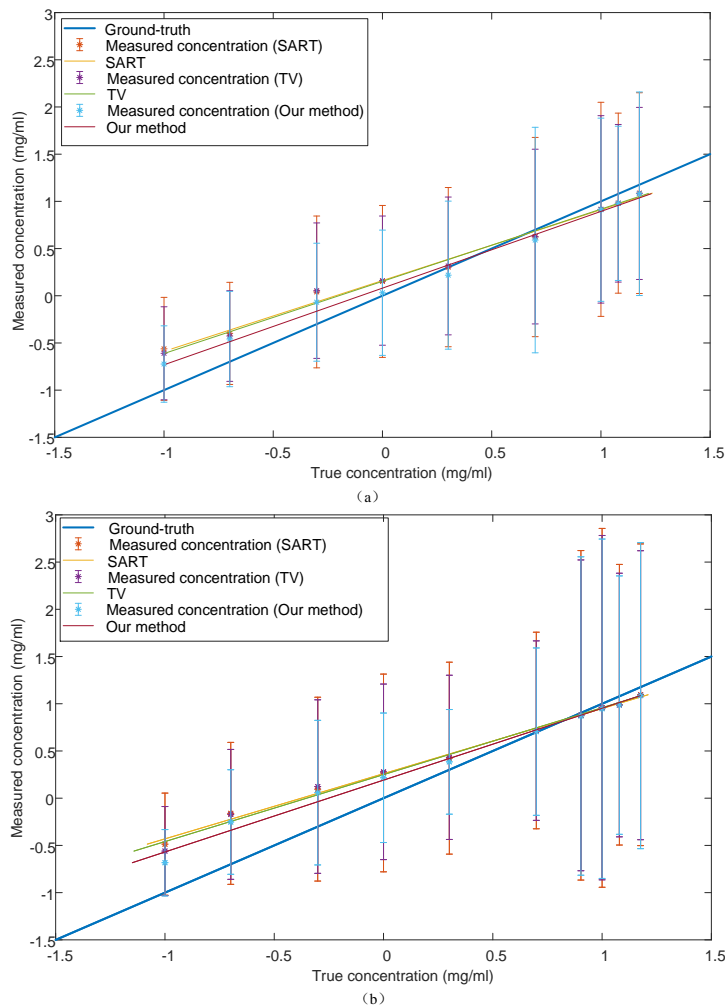 3
2.5
2
1.5
1
0.5
0
-0.5
-1
-1.5
Measured concentration (mg/ml)
Ground-truth
Measured concentration (SART)
SART
Measured concentration (TV)
TV
Measured concentration (Our method)
Our method
-1.5 -1 -0.5 0 0.5 1 1.5
True concentration (mg/ml)
（a）
3
2.5
2
1.5
1
0.5
0
-0.5
-1
-1.5
Measured concentration (mg/ml)
Ground-truth
Measured concentration (SART)
SART
Measured concentration (TV)
TV
Measured concentration (Our method)
Our method
-1.5 -1 -0.5 0 0.5 1 1.5
True concentration (mg/ml)
（b）